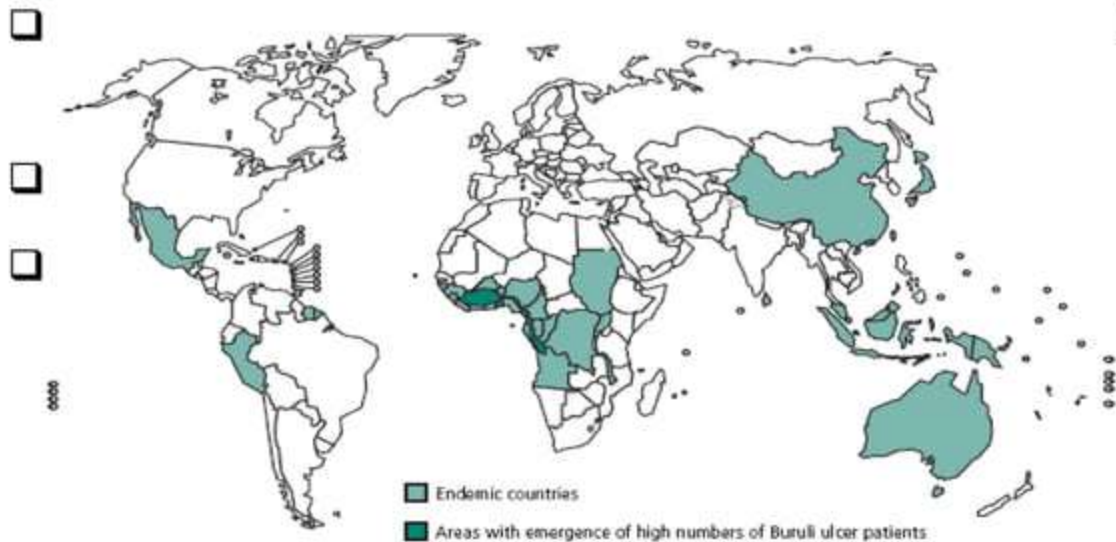 Endemic countries
Areas with emergence of high numbers of Buruli ulcer patients